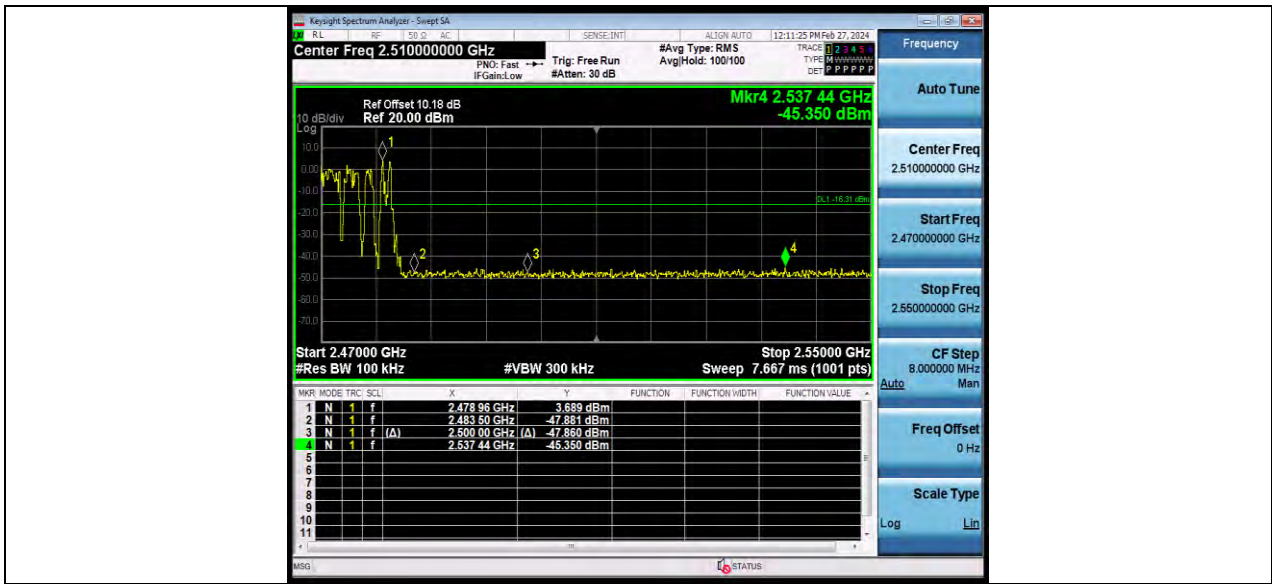 Keysight Spectrum Analyzer - Swept SA
RL RF 50 Ω AC SENSE:INT ALIGN AUTO 12:11:25 PM Feb 27, 2024
Center Freq 2.510000000 GHz #Avg Type: RMS TRACE 1 2 3 4 5 6
PNO: Fast Trig: Free Run Avg|Hold: 100/100 TYPE M WWWWW
IFGain:Low #Atten: 30 dB DET P P P P P P
Frequency
Auto Tune
Mkr4 2.537 44 GHz
-45.350 dBm
Ref Offset 10.18 dB
10 dB/div Ref 20.00 dBm
Log
10.0
0.00
-10.0
-20.0
-30.0
-40.0
-50.0
-60.0
-70.0
1
2
3
4
DL1 -16.31 dBm
Start 2.47000 GHz Stop 2.55000 GHz
#Res BW 100 kHz #VBW 300 kHz Sweep 7.667 ms (1001 pts)
MKR MODE TRC SCL X Y FUNCTION FUNCTION WIDTH FUNCTION VALUE
1 N 1 f 2.478 96 GHz 3.689 dBm
2 N 1 f 2.483 50 GHz -47.881 dBm
3 N 1 f (Δ) 2.500 00 GHz (Δ) -47.860 dBm
4 N 1 f 2.537 44 GHz -45.350 dBm
5
6
7
8
9
10
11
Center Freq
2.510000000 GHz
Start Freq
2.470000000 GHz
Stop Freq
2.550000000 GHz
CF Step
8.000000 MHz
Auto Man
Freq Offset
0 Hz
Scale Type
Log Lin
MSG STATUS